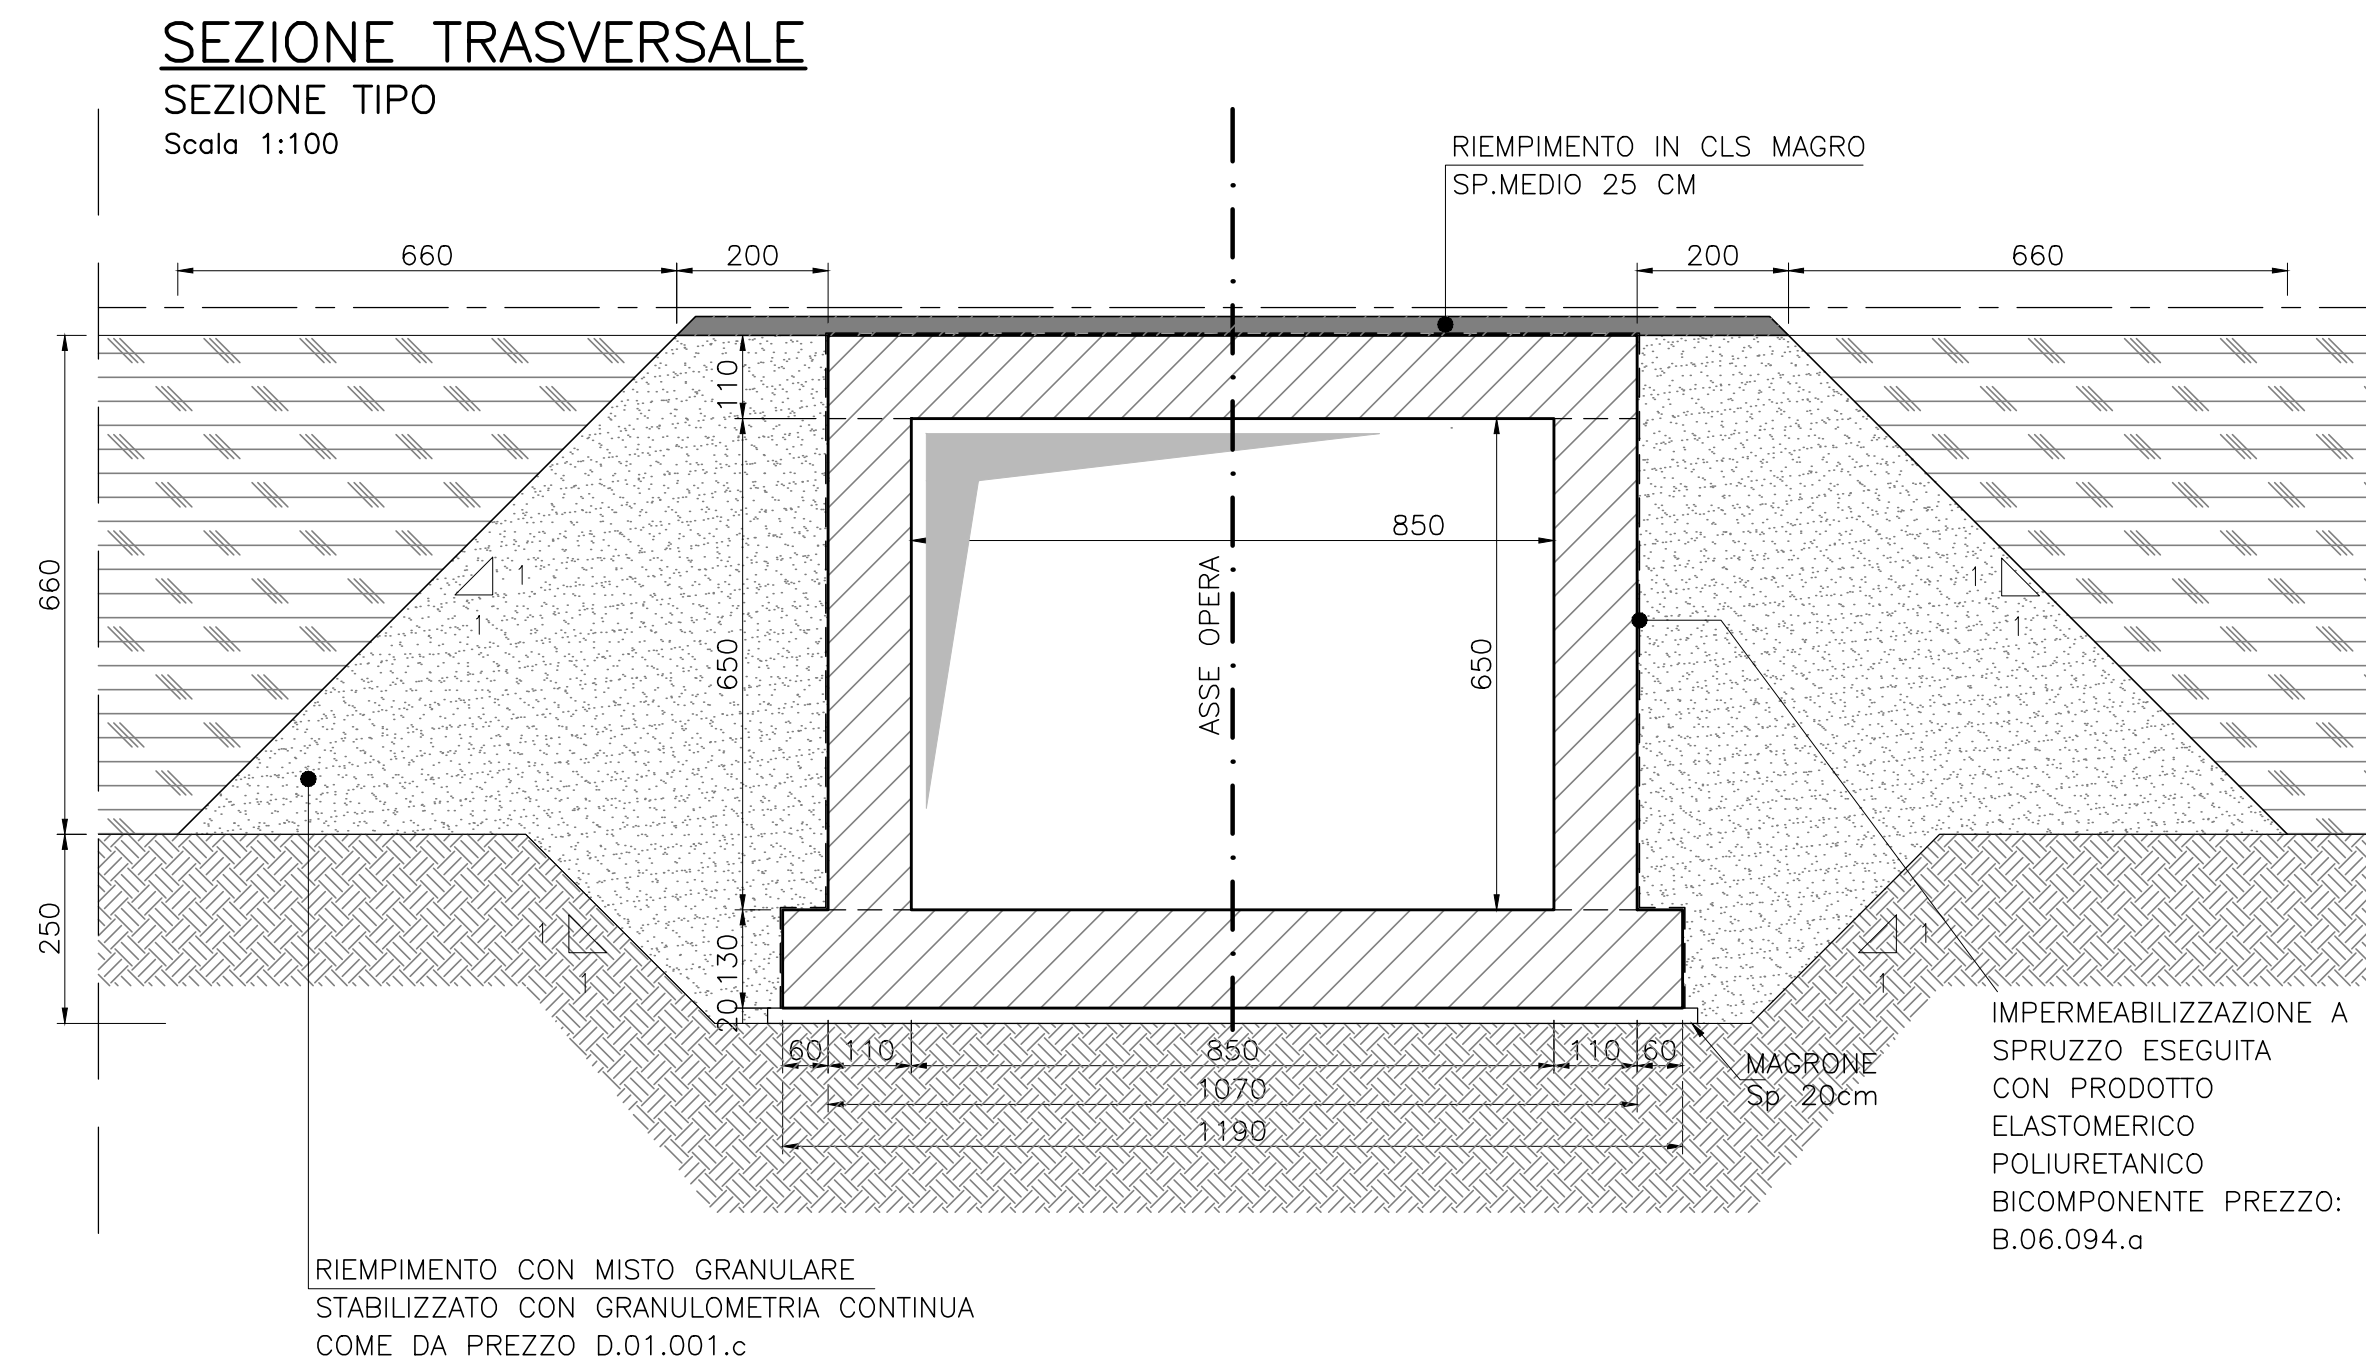 SEZIONE TRASVERSALE
SEZIONE TIPO
Scala 1:100
RIEMPIMENTO IN CLS MAGRO
SP.MEDIO 25 CM
660
200
200
660
110
850
660
1
1
1
1
650
ASSE OPERA
650
250
1
1
130
20
1
1
60
110
850
110
60
1070
1190
MAGRONE
Sp 20cm
IMPERMEABILIZZAZIONE A
SPRUZZO ESEGUITA
CON PRODOTTO
ELASTOMERICO
POLIURETANICO
BICOMPONENTE PREZZO:
B.06.094.a
RIEMPIMENTO CON MISTO GRANULARE
STABILIZZATO CON GRANULOMETRIA CONTINUA
COME DA PREZZO D.01.001.c